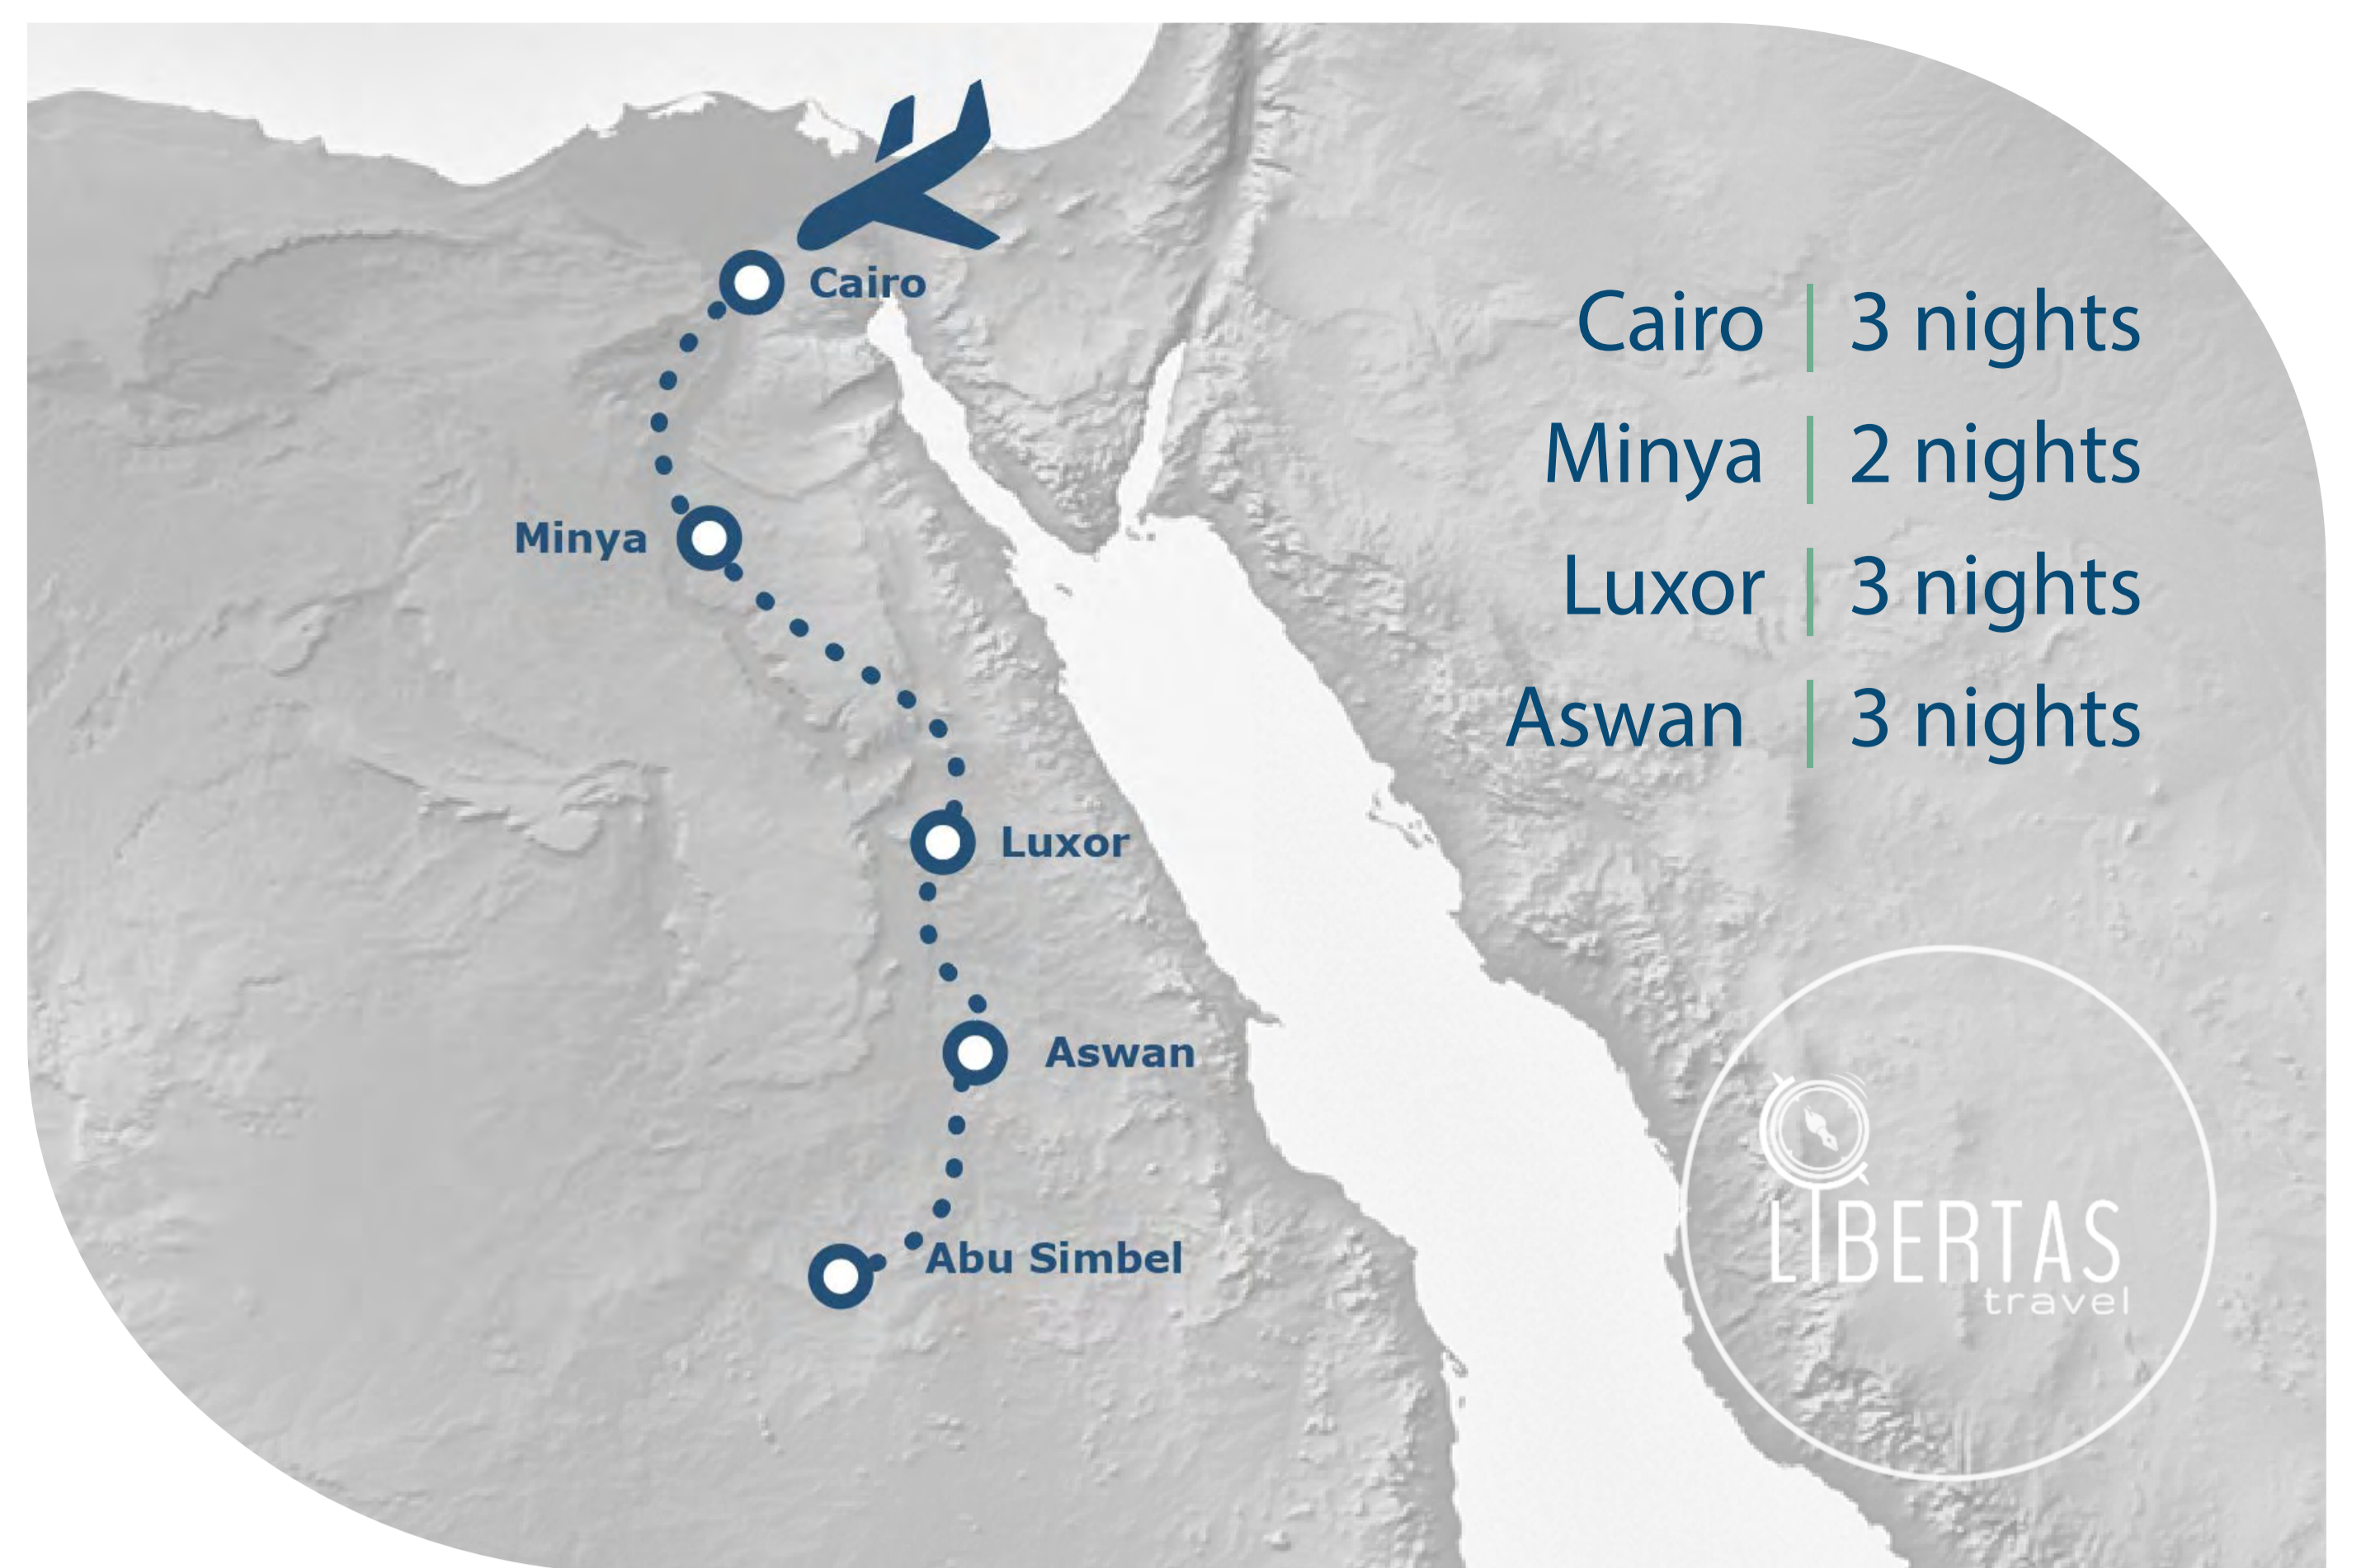 Cairo
Minya
Luxor
Aswan
Abu Simbel
Cairo | 3 nights
Minya | 2 nights
Luxor | 3 nights
Aswan | 3 nights
LIBERTAS
travel